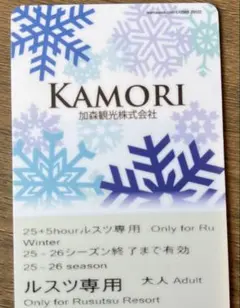 KAMORI
加森観光株式会社
25+5hourルスツ専用 Only for Ru
Winter
25－26シーズン終了まで有効
25－26 season
ルスツ専用 大人 Adult
Only for Rusutsu Resort